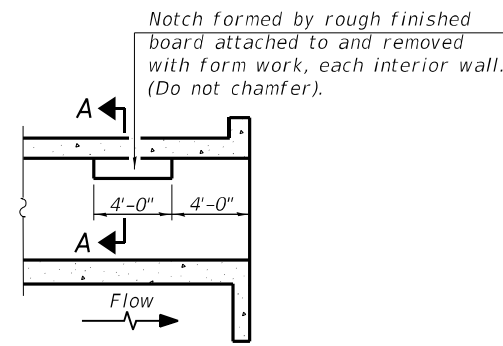 Notch formed by rough finished
board attached to and removed
with form work, each interior wall.
(Do not chamfer).
A
4'-0" 4'-0"
A
Flow